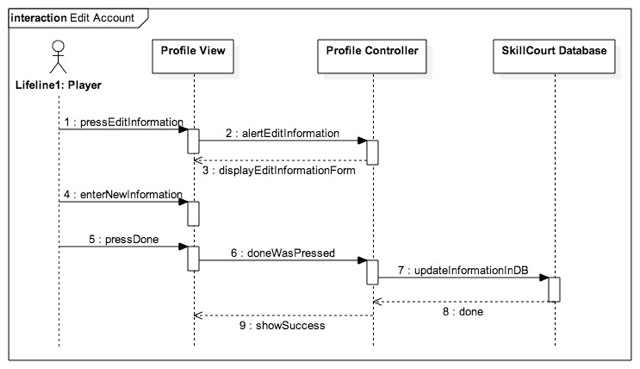 interaction Edit Account
Profile View
Profile Controller
SkillCourt Database
Lifeline1: Player
1 : pressEditInformation
2 : alertEditInformation
3 : displayEditInformationForm
4 : enterNewInformation
5 : pressDone
6 : doneWasPressed
7 : updateInformationInDB
8 : done
9 : showSuccess